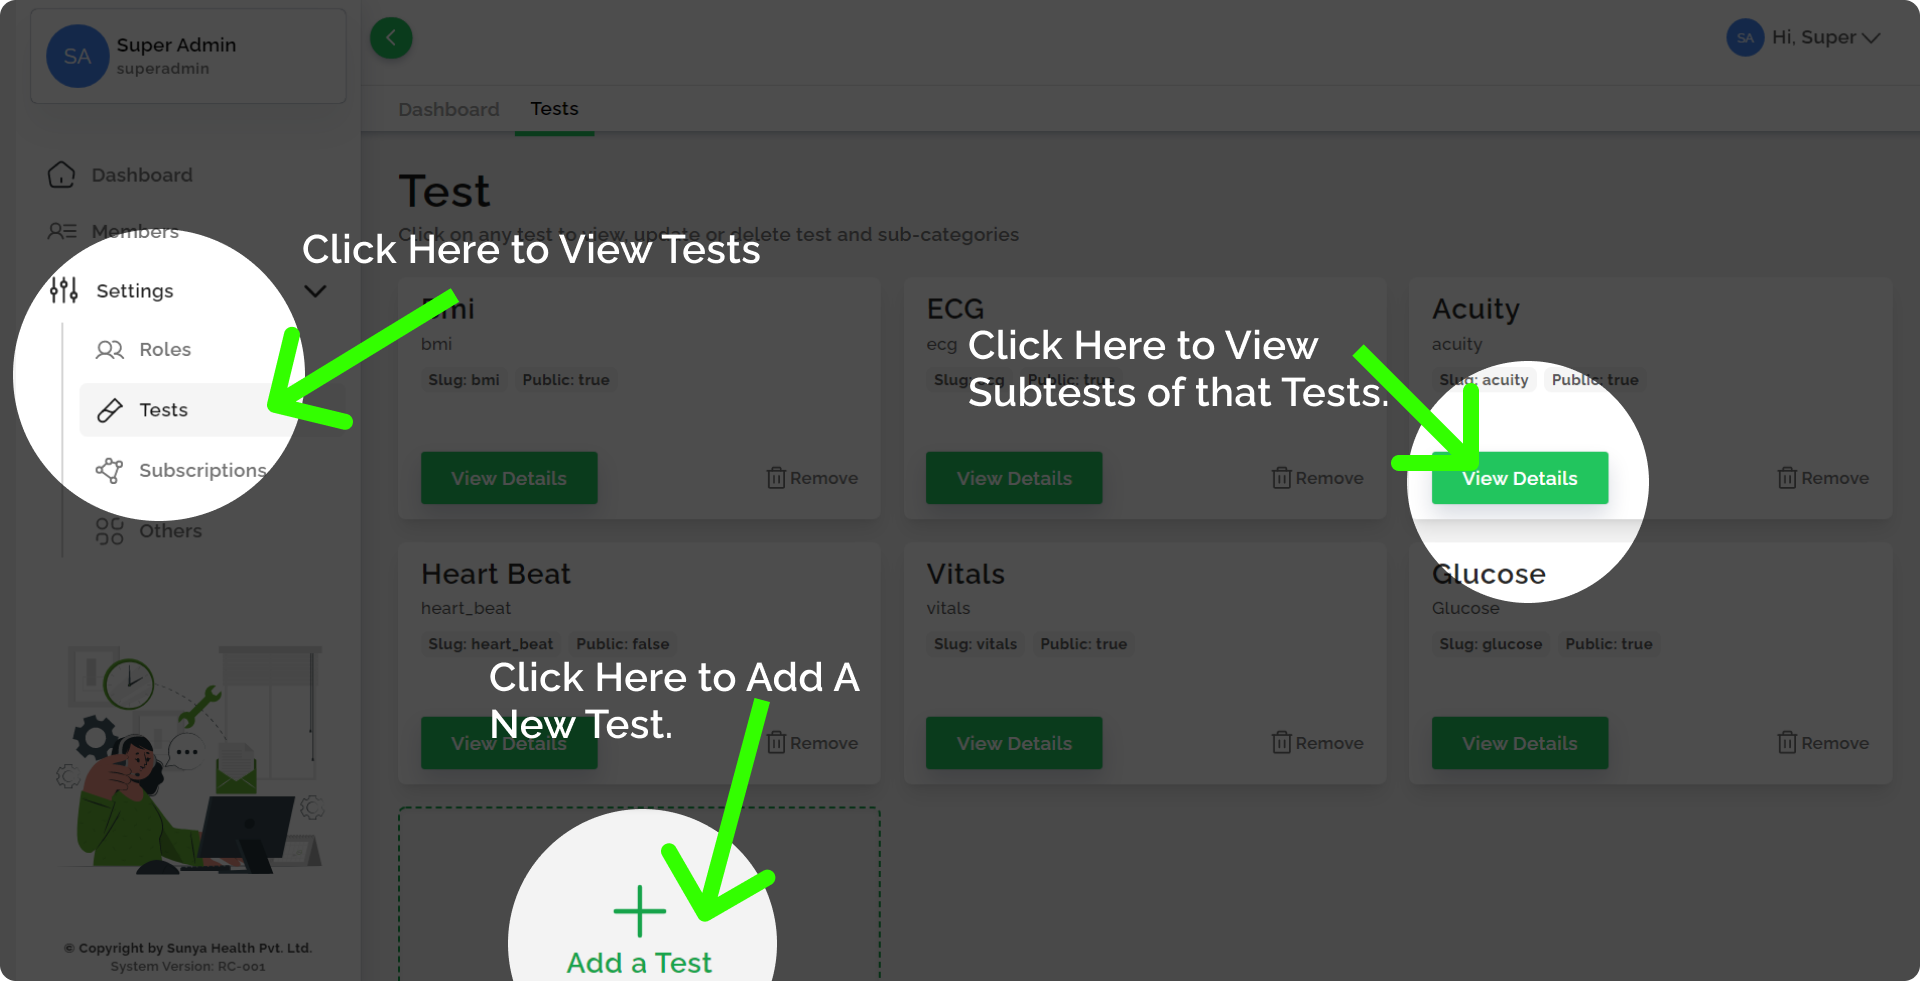 SA
Super Admin
superadmin
SA
Hi, Super
Dashboard
Tests
Dashboard
Members
Settings
Roles
Tests
Subscriptions
Others
© Copyright by Sunya Health Pvt. Ltd.
System Version: RC-001
Test
Click on any test to view, update or delete test and sub-categories
Click Here to View Tests
Bmi
bmi
Slug: bmi
Public: true
View Details
Remove
ECG
ecg
Slug: ecg
Public: true
View Details
Remove
Click Here to View
Subtests of that Tests.
Acuity
acuity
Slug: acuity
Public: true
View Details
Remove
Heart Beat
heart_beat
Slug: heart_beat
Public: false
View Details
Remove
Vitals
vitals
Slug: vitals
Public: true
View Details
Remove
Glucose
Glucose
Slug: glucose
Public: true
View Details
Remove
Click Here to Add A
New Test.
Add a Test